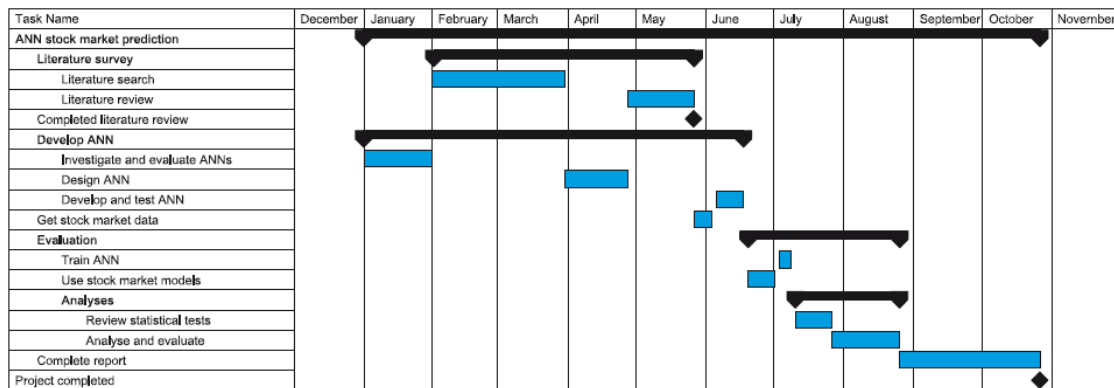 Task Name December January February March April May June July August September October November
ANN stock market prediction
Literature survey
Literature search
Literature review
Completed literature review
Develop ANN
Investigate and evaluate ANNs
Design ANN
Develop and test ANN
Get stock market data
Evaluation
Train ANN
Use stock market models
Analyses
Review statistical tests
Analyse and evaluate
Complete report
Project completed